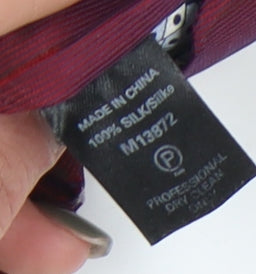 MADE IN CHINA
100% SILK/Silke
M13872
P
PROFESSIONAL
DRY CLEAN
ONLY